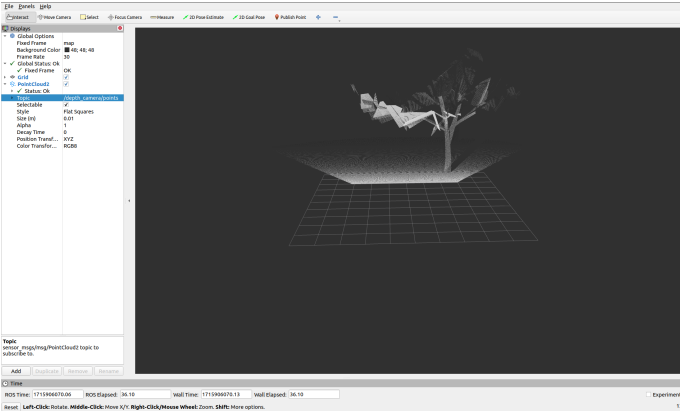 File Panels Help
Interact Move Camera Select Focus Camera Measure 2D Pose Estimate 2D Goal Pose Publish Point
Displays
Global Options
Fixed Frame map
Background Color 48; 48; 48
Frame Rate 30
Global Status: Ok
Fixed Frame OK
Grid
PointCloud2
Status: Ok
Topic /depth_camera/points
Selectable
Style Flat Squares
Size (m) 0.01
Alpha 1
Decay Time 0
Position Transf... XYZ
Color Transfor... RGB8
Topic
sensor_msgs/msg/PointCloud2 topic to
subscribe to.
Add Duplicate Remove Rename
Time
ROS Time: 1715906070.06 ROS Elapsed: 36.10 Wall Time: 1715906070.13 Wall Elapsed: 36.10 Experiment
Reset Left-Click: Rotate. Middle-Click: Move X/Y. Right-Click/Mouse Wheel: Zoom. Shift: More options.